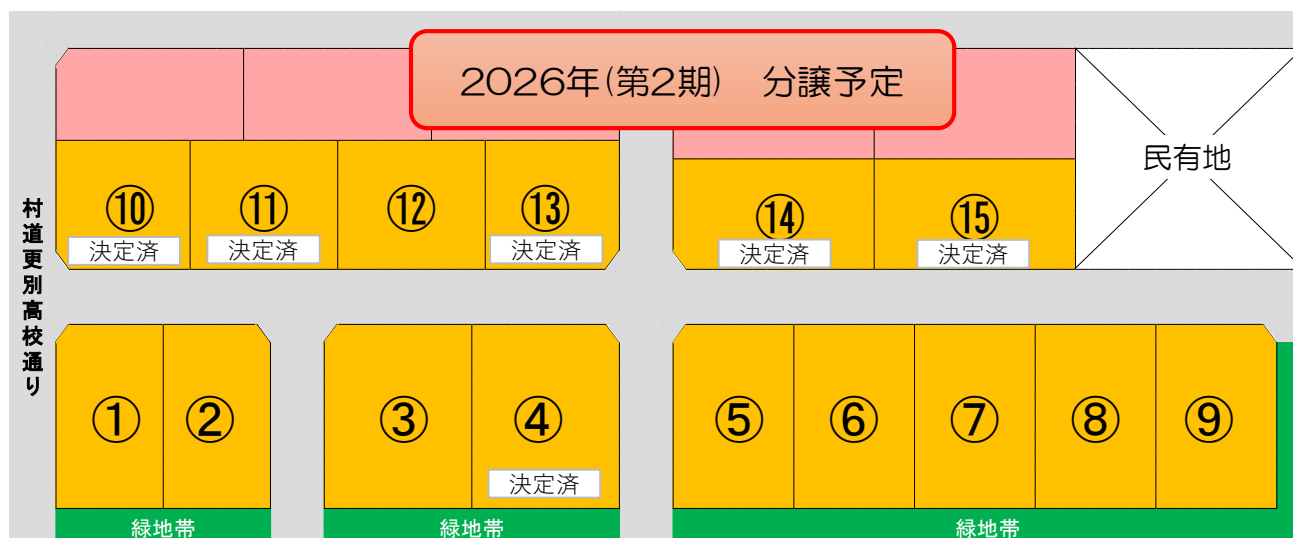 2026年(第2期)　分譲予定
民有地
村道更別高校通り
⑩
決定済
⑪
決定済
⑫
⑬
決定済
⑭
決定済
⑮
決定済
①
②
③
④
決定済
⑤
⑥
⑦
⑧
⑨
緑地帯
緑地帯
緑地帯